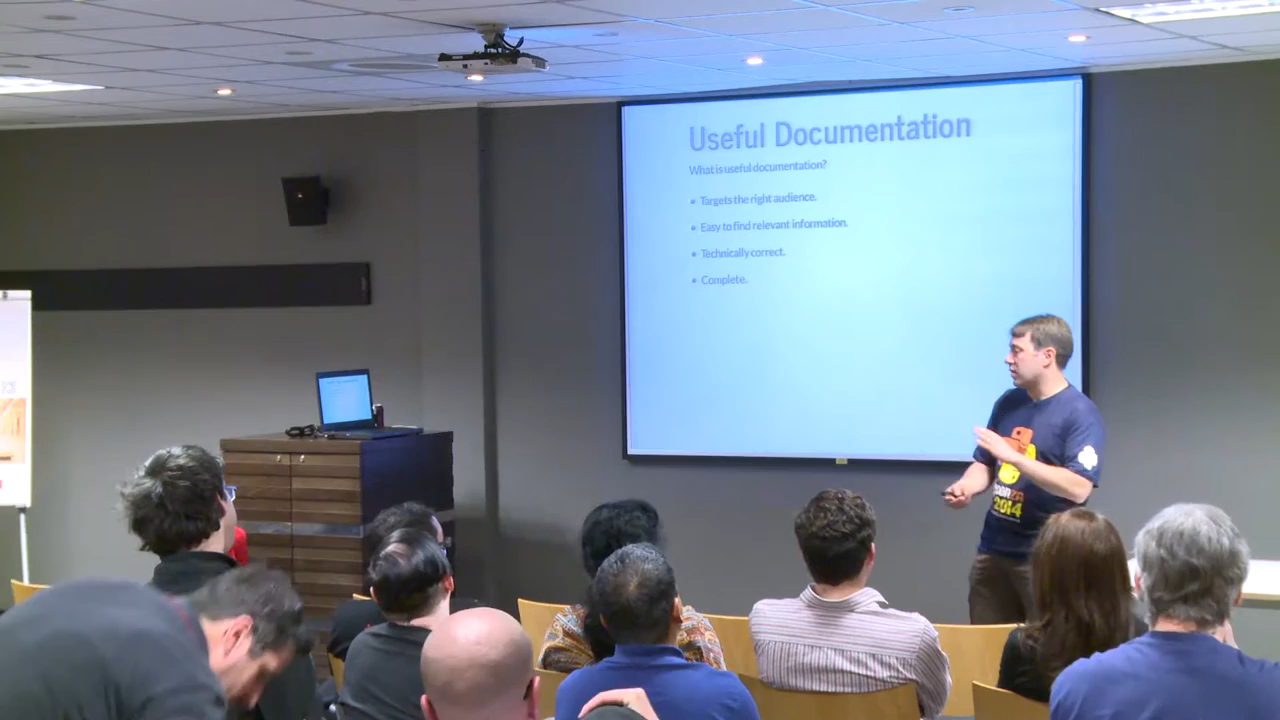 Useful Documentation
What is useful documentation?
• Targets the right audience.
• Easy to find relevant information.
• Technically correct.
• Complete.
2014